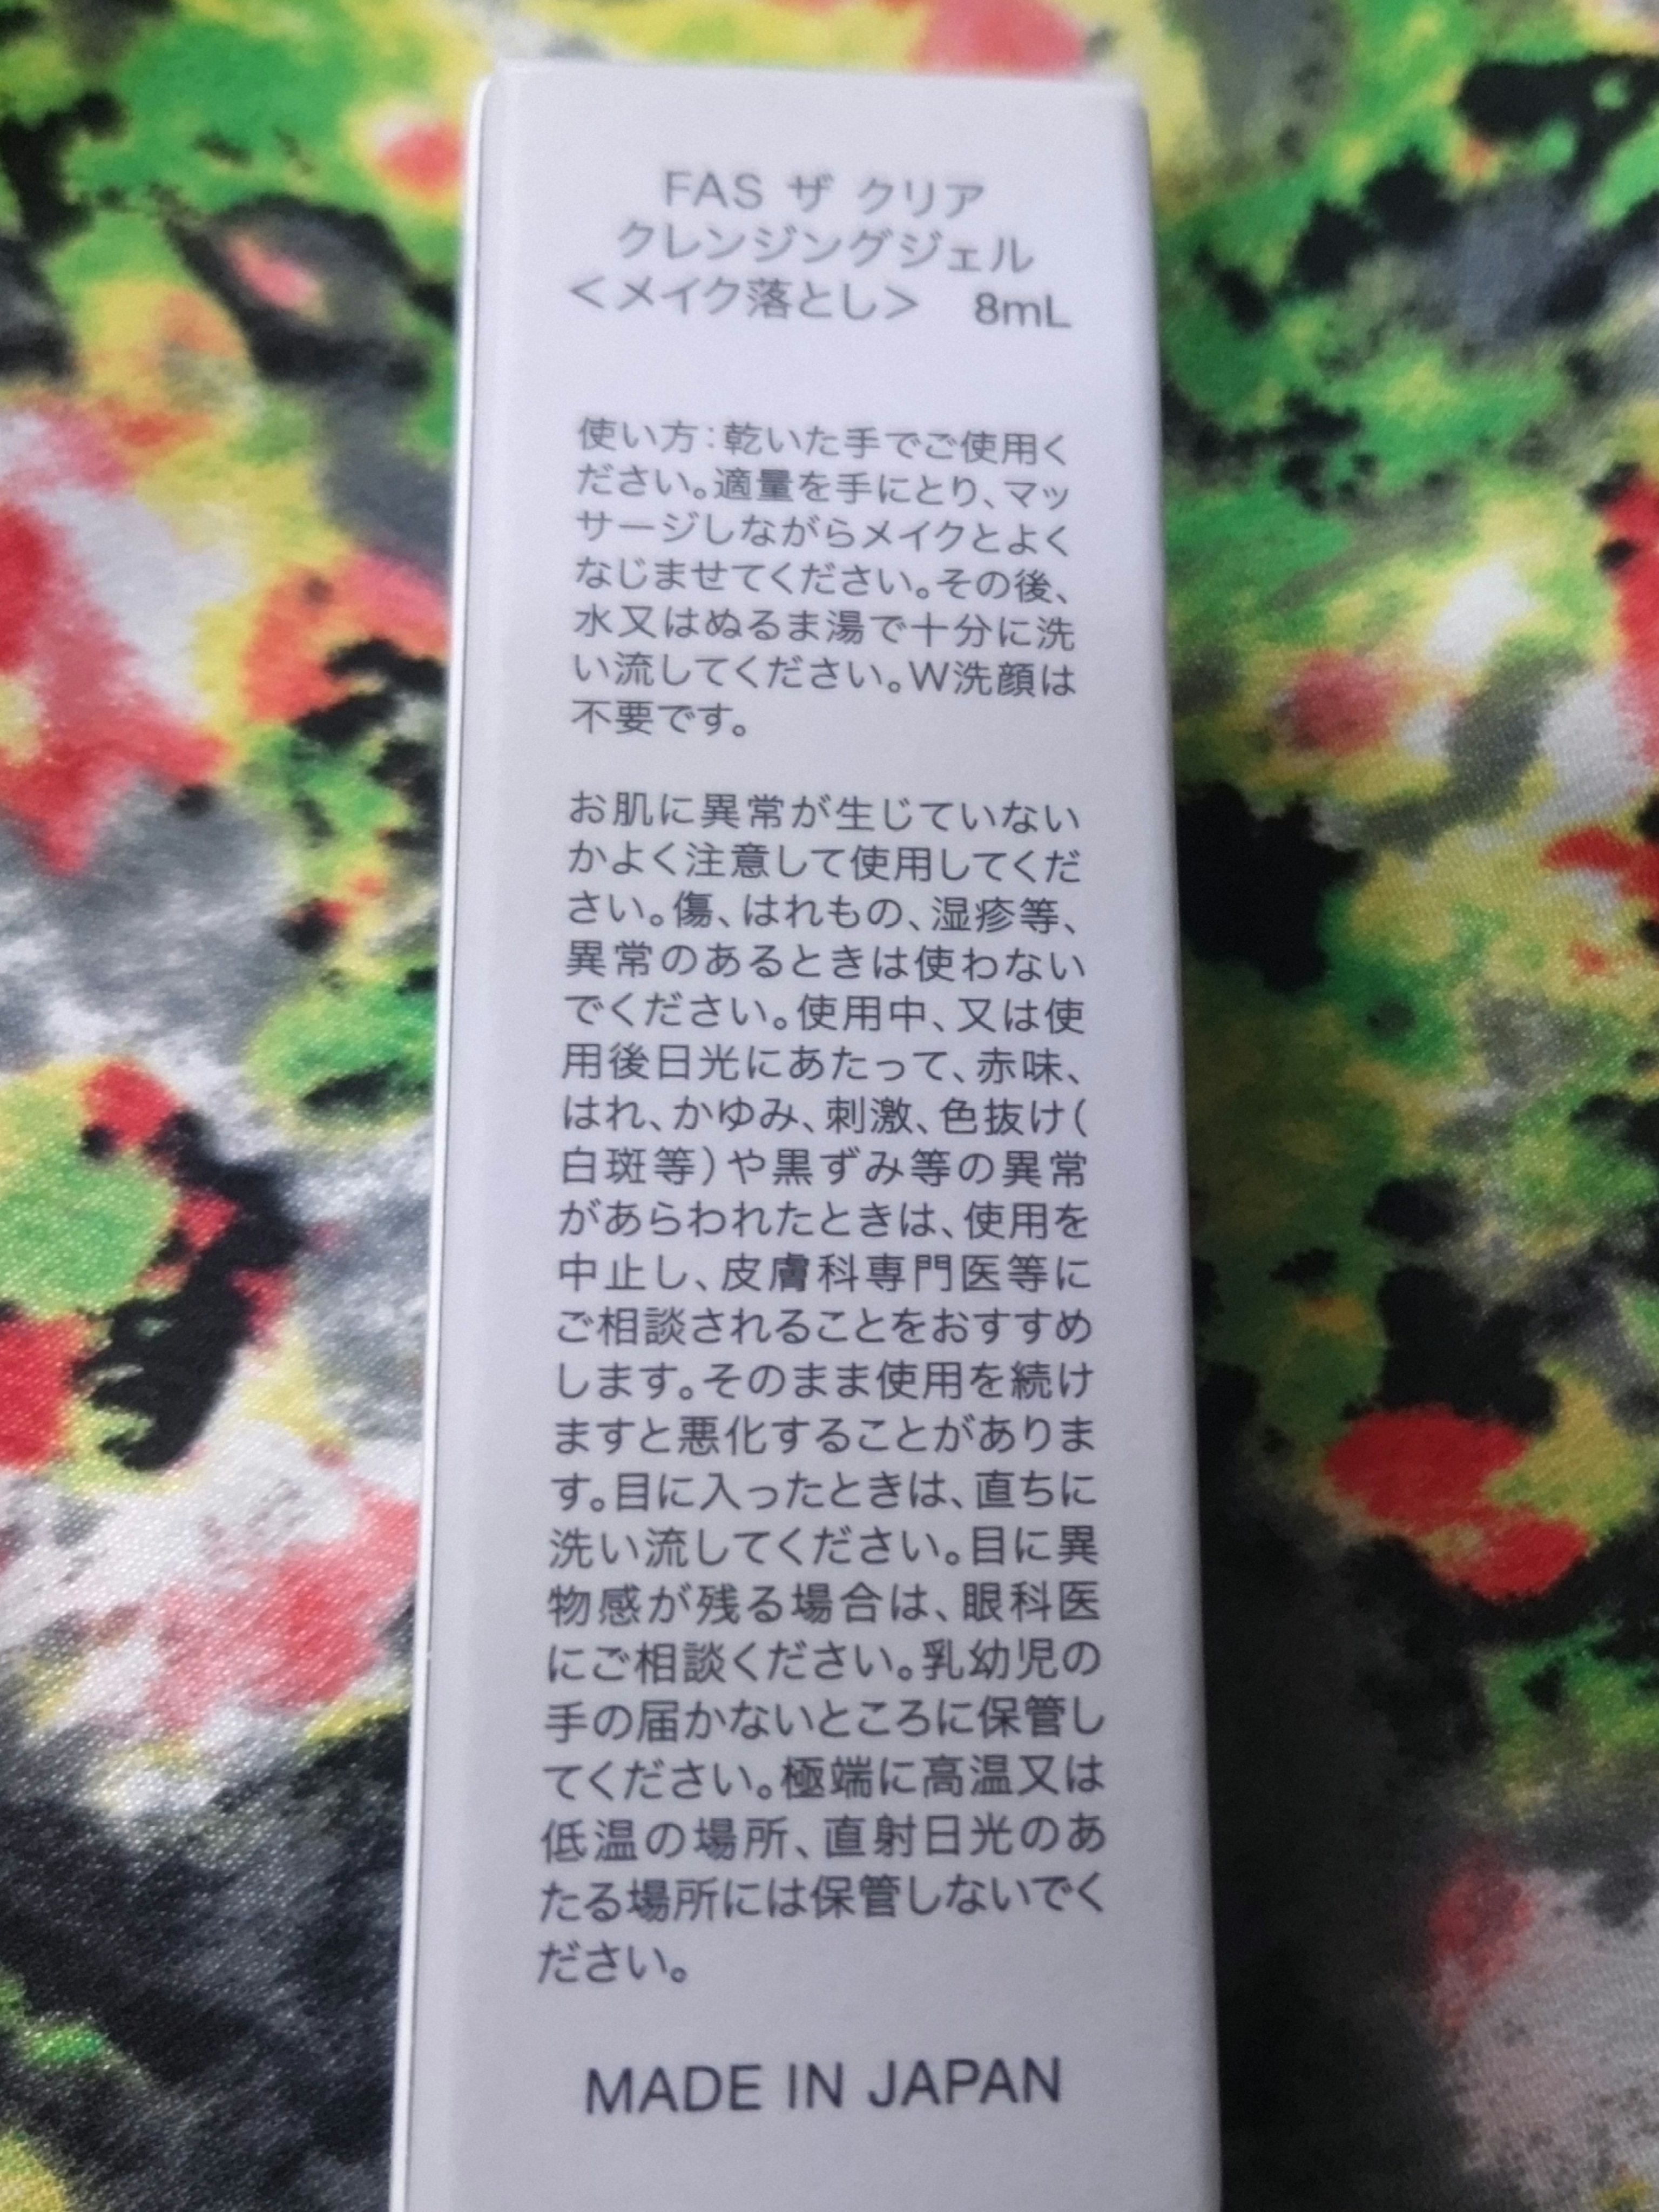 FAS ザ クリア
クレンジングジェル
＜メイク落とし＞ 8mL
使い方:乾いた手でご使用く
ださい。適量を手にとり、マッ
サージしながらメイクとよく
なじませてください。その後、
水又はぬるま湯で十分に洗
い流してください。W洗顔は
不要です。
お肌に異常が生じていない
かよく注意して使用してくだ
さい。傷、はれもの、湿疹等、
異常のあるときは使わない
でください。使用中、又は使
用後日光にあたって、赤味、
はれ、かゆみ、刺激、色抜け(
白斑等)や黒ずみ等の異常
があらわれたときは、使用を
中止し、皮膚科専門医等に
ご相談されることをおすすめ
します。そのまま使用を続け
ますと悪化することがありま
す。目に入ったときは、直ちに
洗い流してください。目に異
物感が残る場合は、眼科医
にご相談ください。乳幼児の
手の届かないところに保管し
てください。極端に高温又は
低温の場所、直射日光のあ
たる場所には保管しないでく
ださい。
MADE IN JAPAN